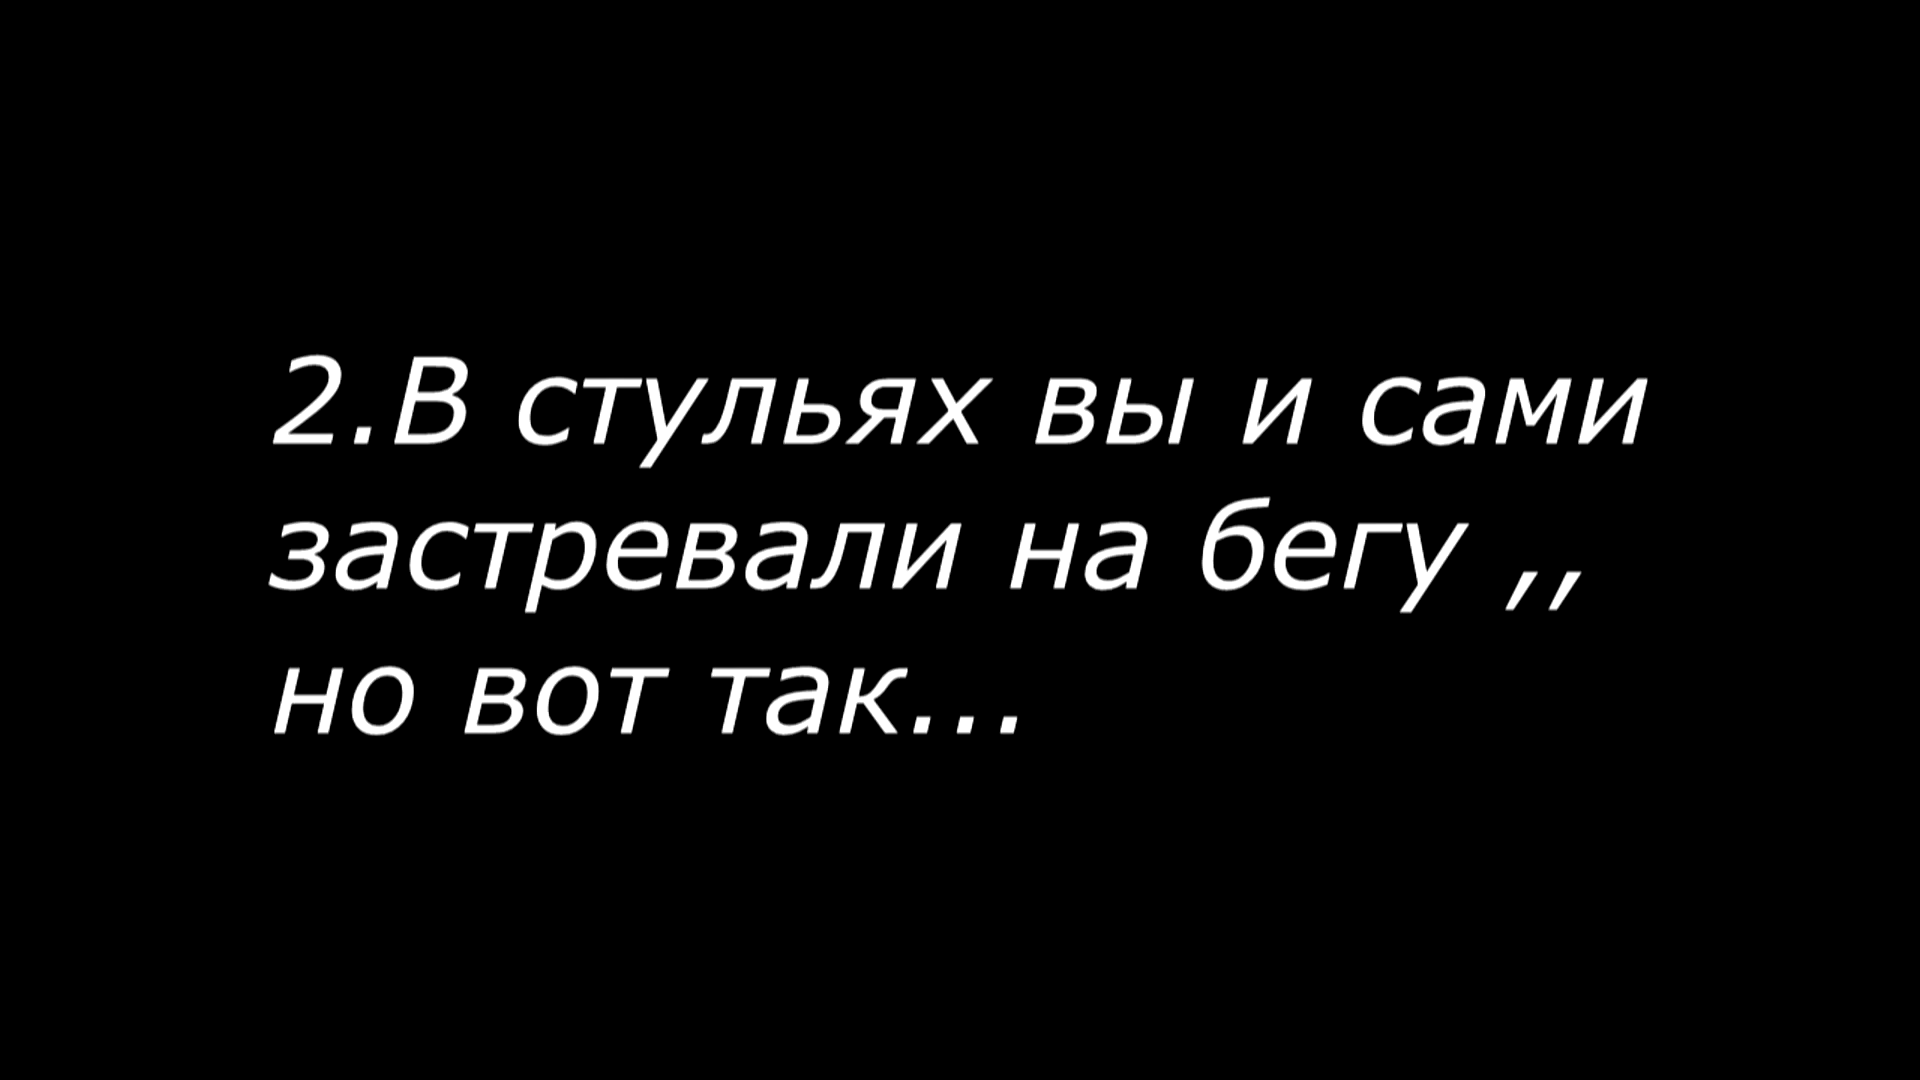 2.В стульях вы и сами
застревали на бегу ,,
но вот так...